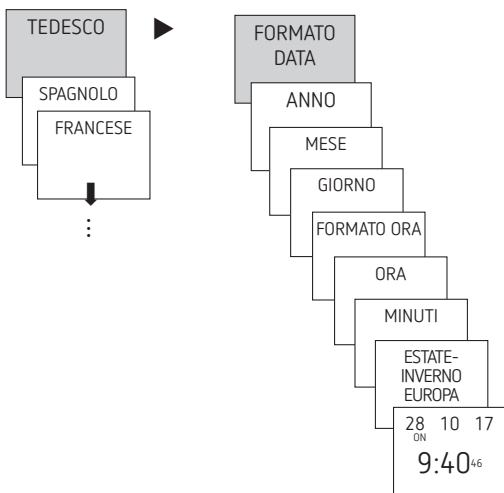 TEDESCO
SPAGNOLO
FRANCESE
FORMATO
DATA
ANNO
MESE
GIORNO
FORMATO ORA
ORA
MINUTI
ESTATE-
INVERNO
EUROPA
28 10 17
ON
9:40 46